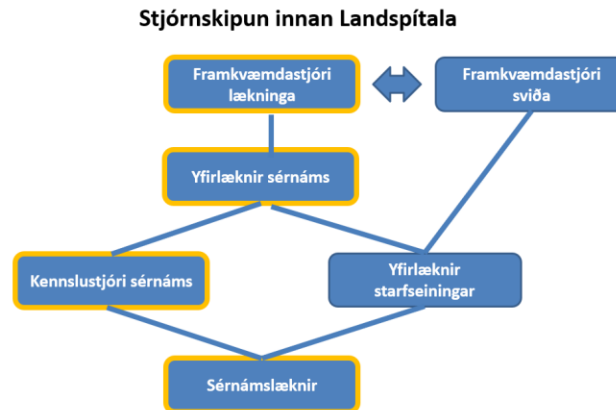 Stjórnskipun innan Landspítala
Framkvæmdastjóri
lækninga
Framkvæmdastjóri
sviða
Yfirlæknir sérnáms
Kennslustjóri sérnáms
Yfirlæknir
starfseiningar
Sérnámslæknir